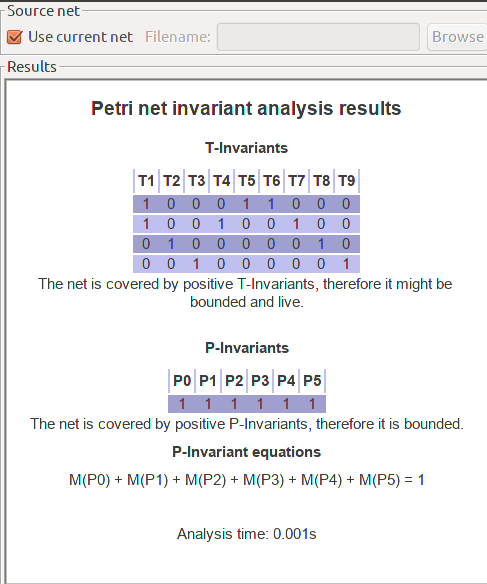 Source net
Use current net Filename: Browse
Results
Petri net invariant analysis results
T-Invariants
T1 T2 T3 T4 T5 T6 T7 T8 T9
1 0 0 0 1 1 0 0 0
1 0 0 1 0 0 1 0 0
0 1 0 0 0 0 0 1 0
0 0 1 0 0 0 0 0 1
The net is covered by positive T-Invariants, therefore it might be
bounded and live.
P-Invariants
P0 P1 P2 P3 P4 P5
1 1 1 1 1 1
The net is covered by positive P-Invariants, therefore it is bounded.
P-Invariant equations
M(P0) + M(P1) + M(P2) + M(P3) + M(P4) + M(P5) = 1
Analysis time: 0.001s